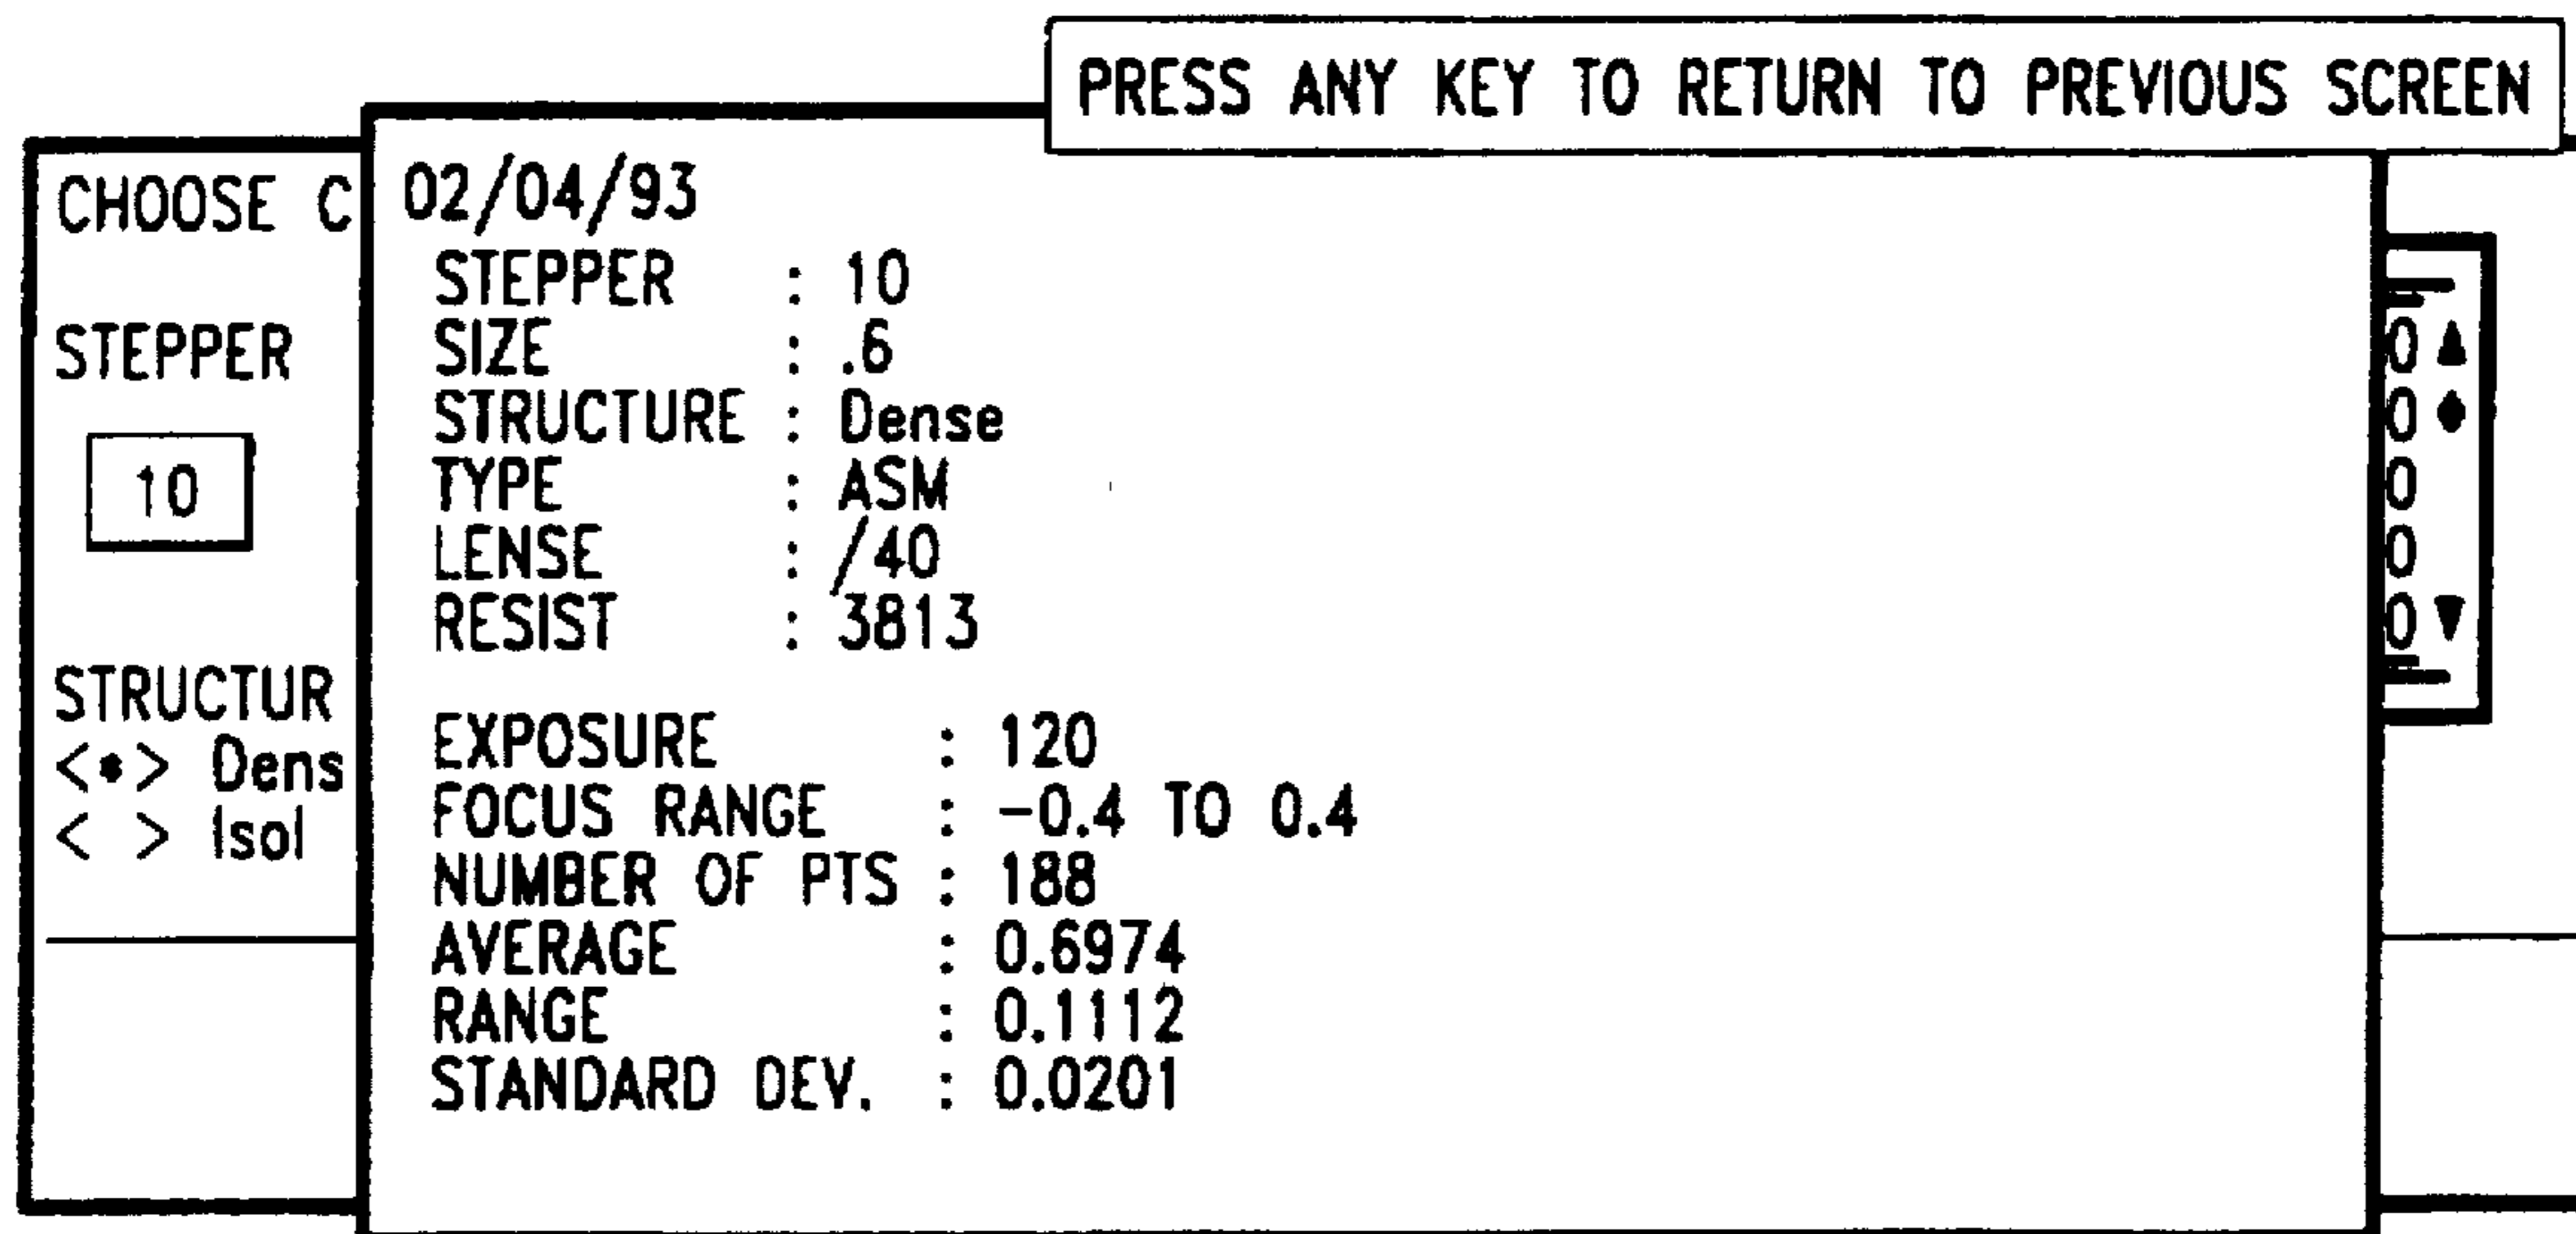 PRESS ANY KEY TO RETURN TO PREVIOUS SCREEN
CHOOSE C
STEPPER
10
STRUCTUR
<•> Dens
< > Isol
02/04/93
STEPPER : 10
SIZE : .6
STRUCTURE : Dense
TYPE : ASM
LENSE : /40
RESIST : 3813
EXPOSURE : 120
FOCUS RANGE : -0.4 TO 0.4
NUMBER OF PTS : 188
AVERAGE : 0.6974
RANGE : 0.1112
STANDARD DEV. : 0.0201
0
0
0
0
0